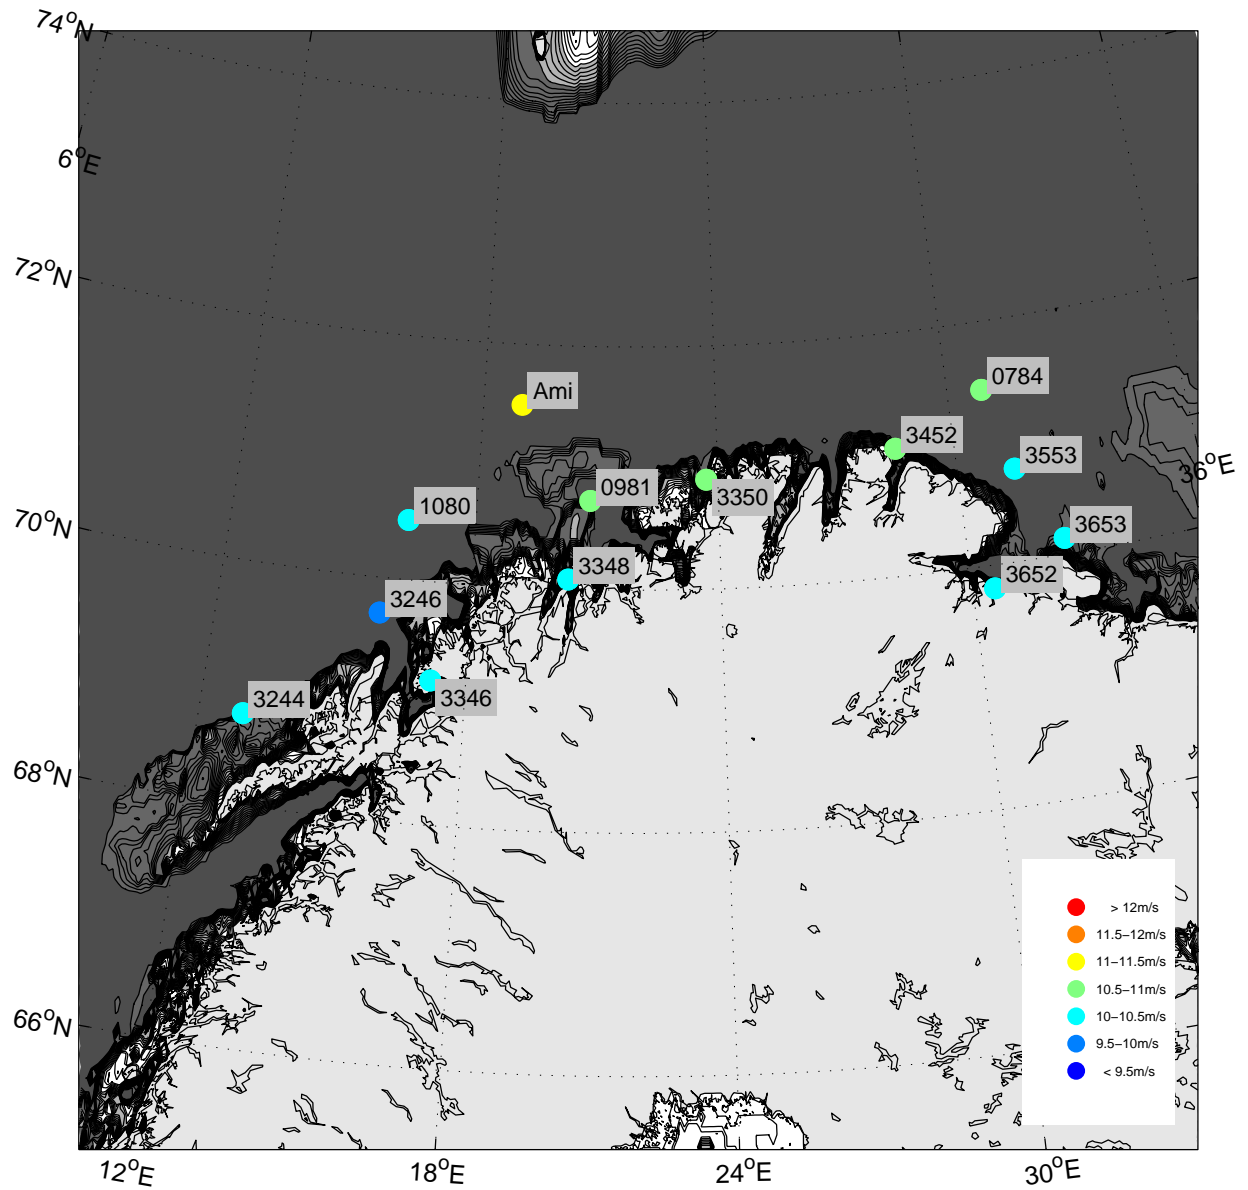 74°N
6°E
72°N
0784
Ami
3452
3553
36°E
0981
3350
1080
70°N
3653
3348
3652
3246
3244
3346
68°N
> 12m/s
11.5–12m/s
11–11.5m/s
10.5–11m/s
10–10.5m/s
9.5–10m/s
< 9.5m/s
66°N
12°E
18°E
24°E
30°E